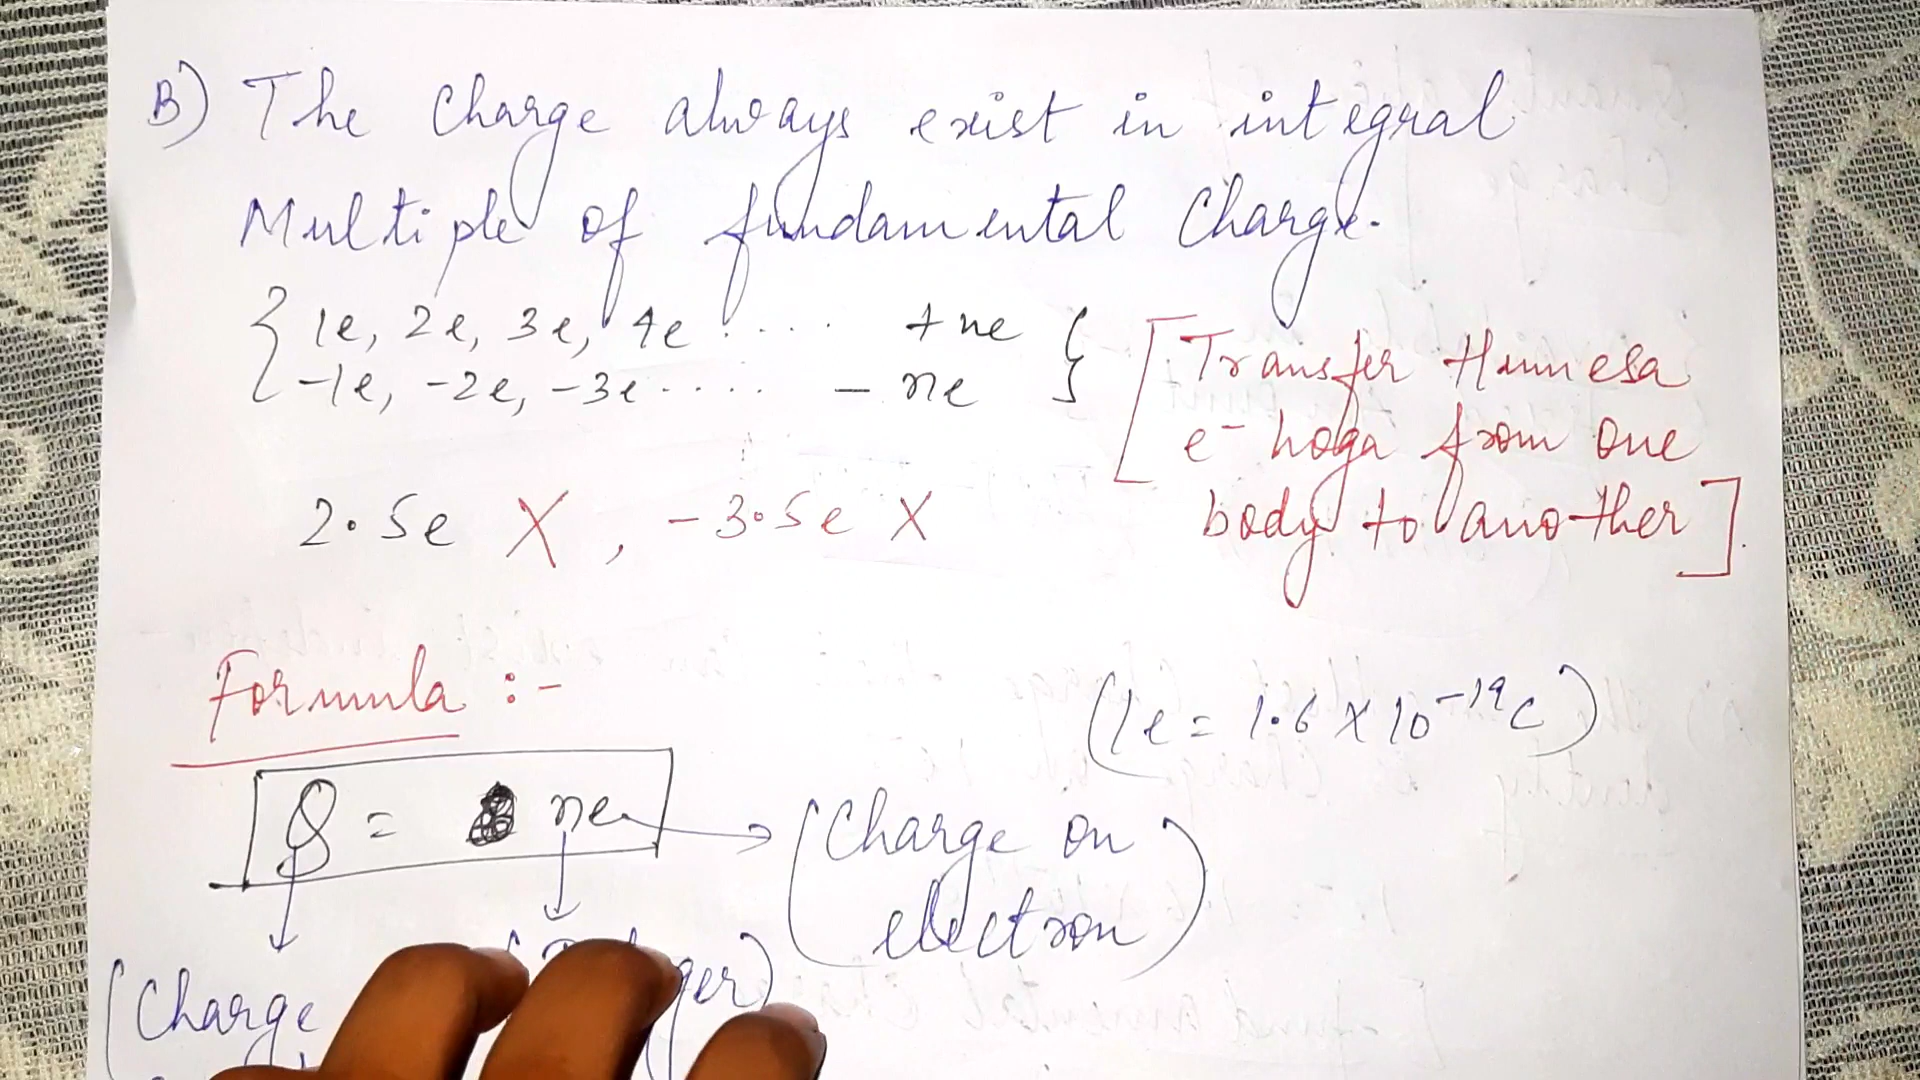 B) The Charge always exist in integral
Multiple of fundamental Charge.
{ 1e, 2e, 3e, 4e ..... +ne
-1e, -2e, -3e ..... - ne }
[Transfer Humesa
e⁻ hoga from one
body to another].
2.5e X, -3.5e X
Formula :-
(1e = 1.6 X 10⁻¹⁹C)
Q = ne
(Charge on
electron)
(Charge